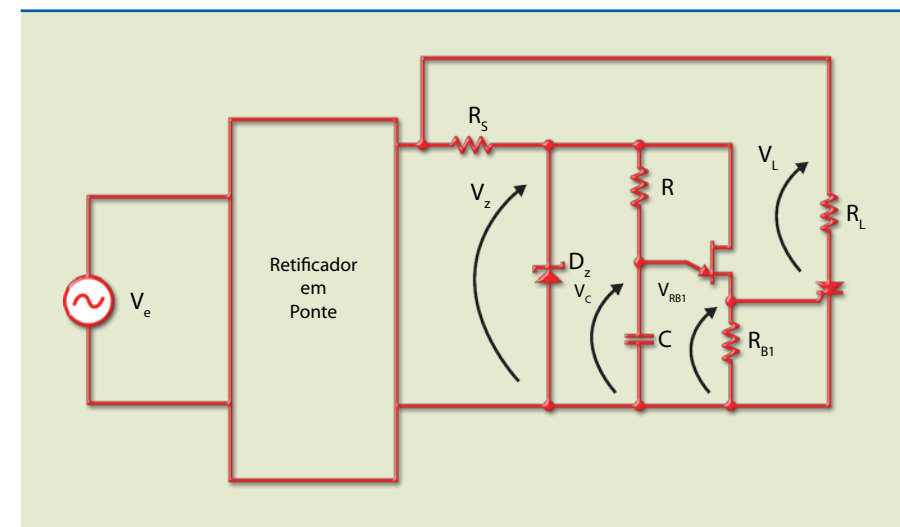 R_S
V_z
R
V_L
R_L
Retificador
em
Ponte
D_z
V_C
V_RB1
V_e
C
R_B1